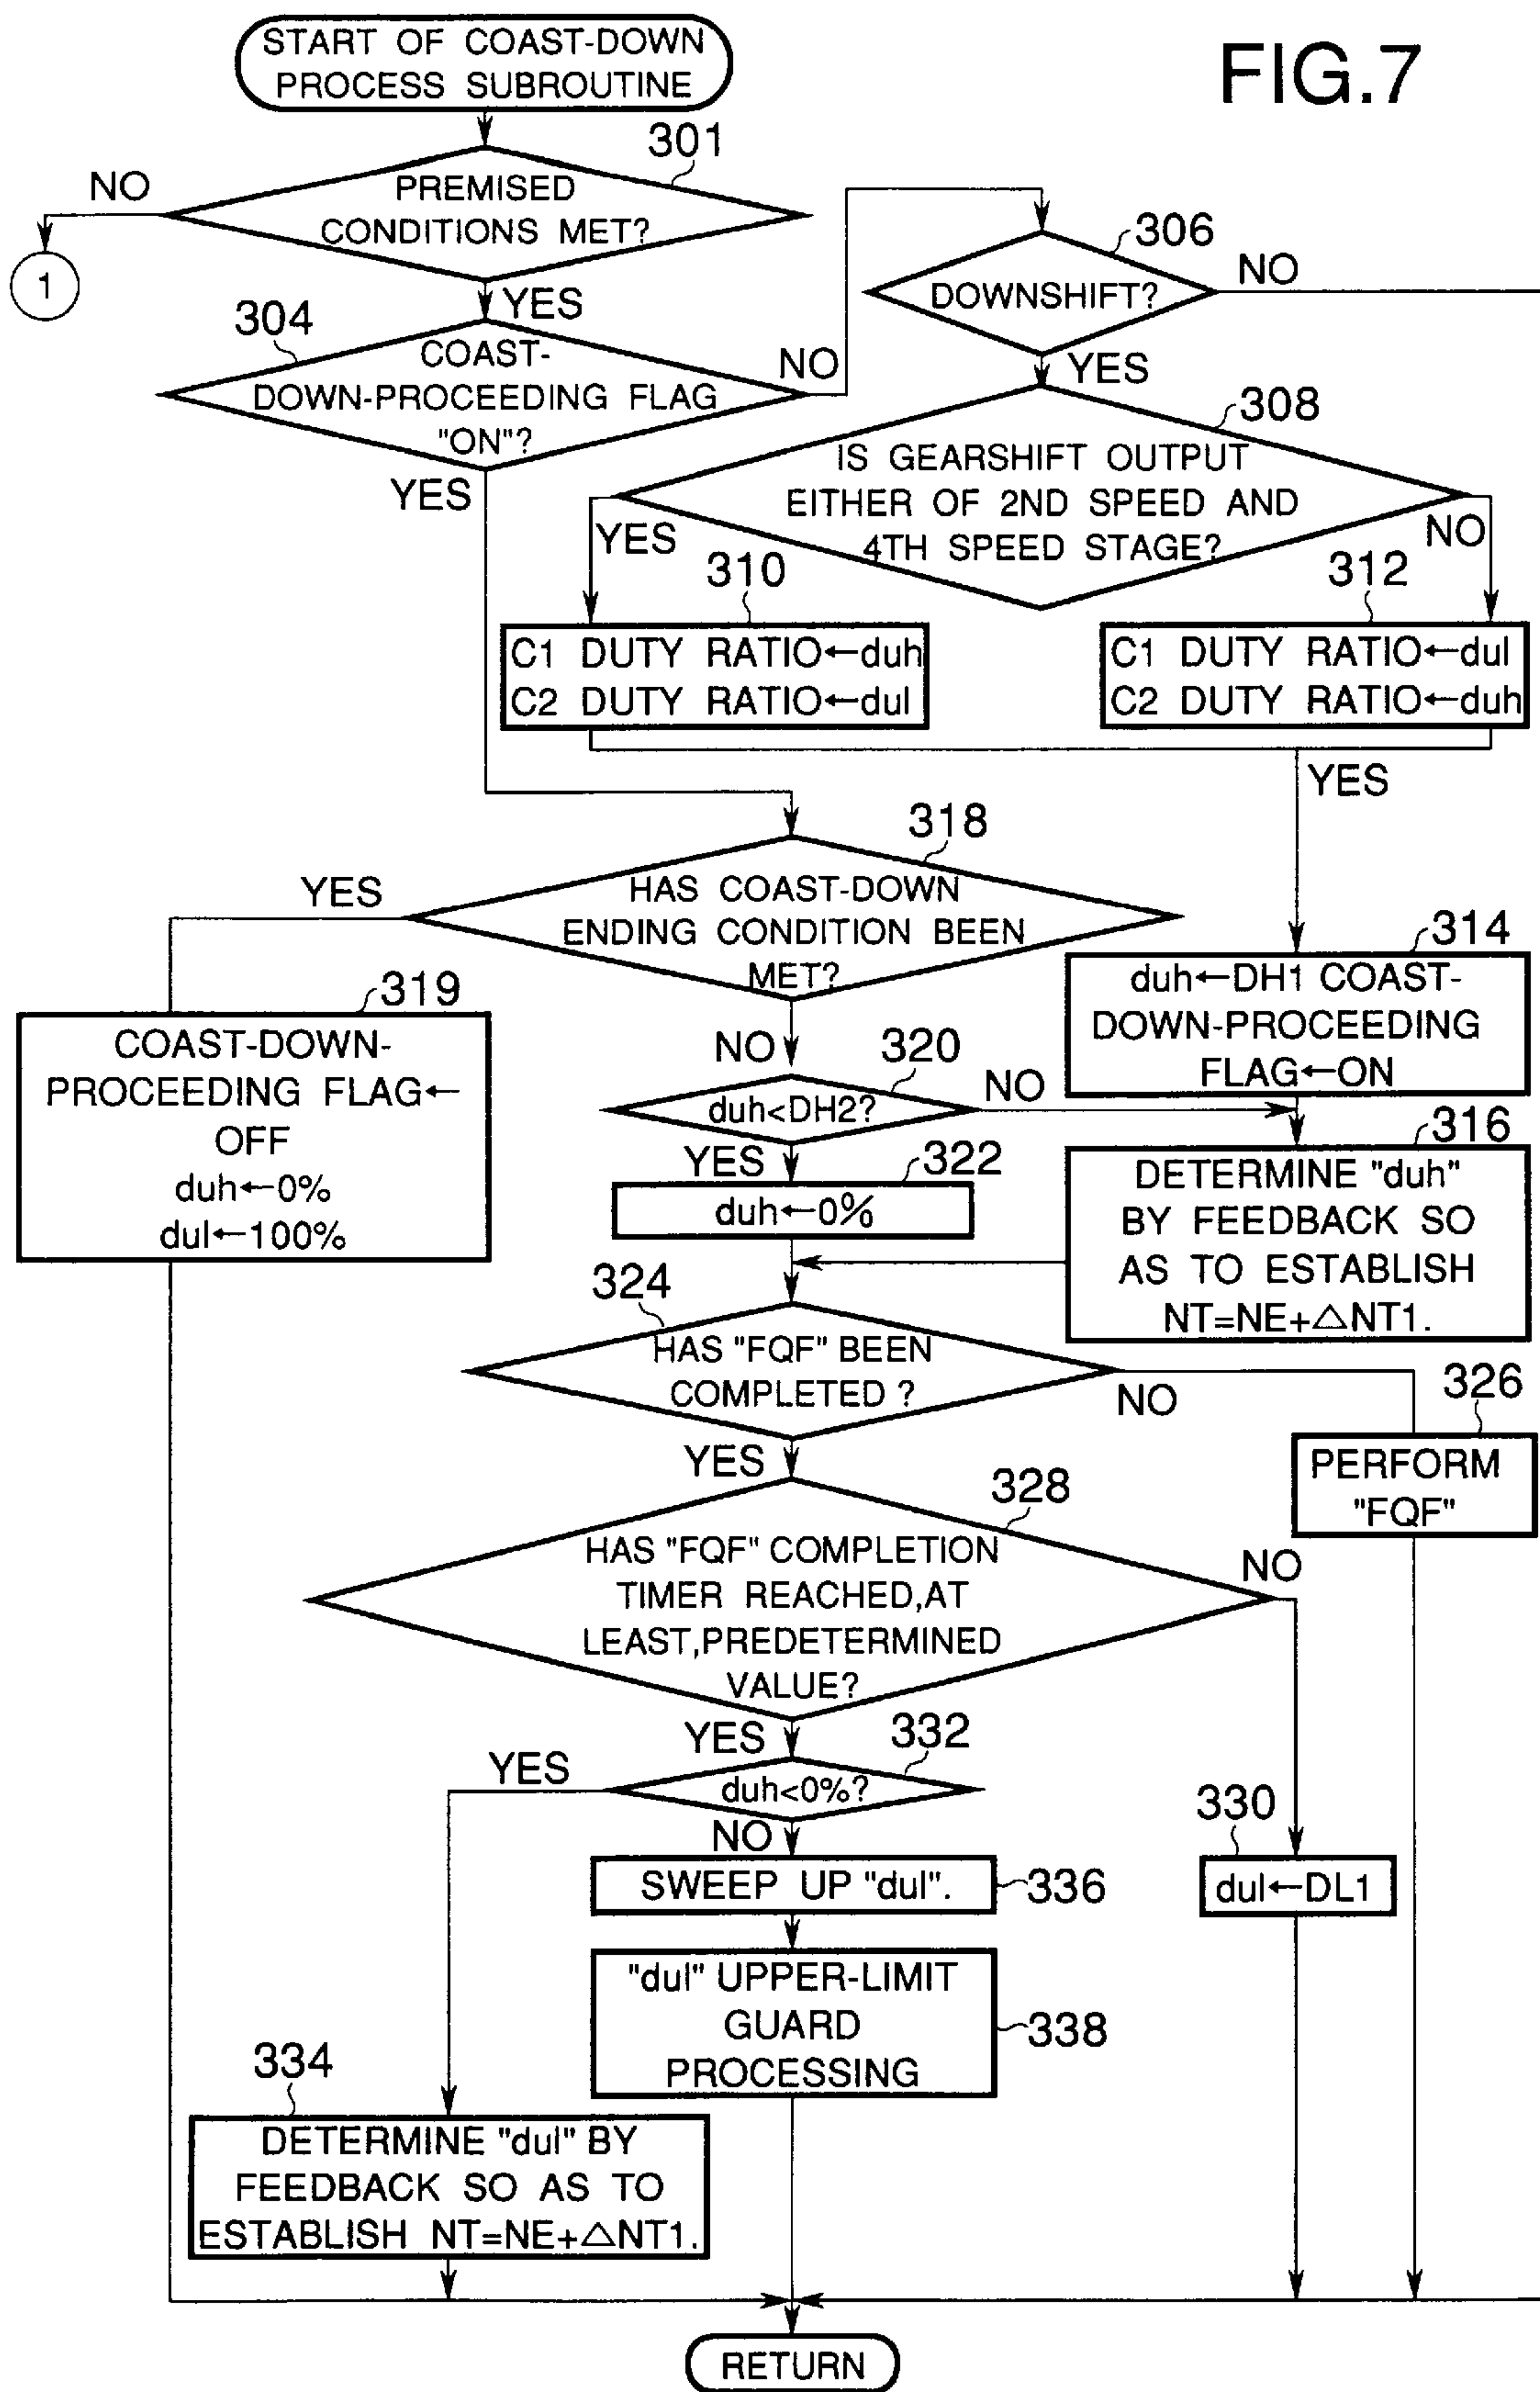 FIG.7
START OF COAST-DOWN
PROCESS SUBROUTINE
301
NO
PREMISED
CONDITIONS MET?
1
YES
304
COAST-
DOWN-PROCEEDING FLAG
"ON"?
NO
YES
306
DOWNSHIFT?
NO
YES
308
IS GEARSHIFT OUTPUT
EITHER OF 2ND SPEED AND
4TH SPEED STAGE?
YES
NO
310
C1 DUTY RATIO←duh
C2 DUTY RATIO←dul
312
C1 DUTY RATIO←dul
C2 DUTY RATIO←duh
YES
318
YES
HAS COAST-DOWN
ENDING CONDITION BEEN
MET?
NO
314
duh←DH1 COAST-
DOWN-PROCEEDING
FLAG←ON
319
COAST-DOWN-
PROCEEDING FLAG←
OFF
duh←0%
dul←100%
320
duh<DH2?
NO
YES
322
duh←0%
316
DETERMINE "duh"
BY FEEDBACK SO
AS TO ESTABLISH
NT=NE+△NT1.
324
HAS "FQF" BEEN
COMPLETED ?
NO
YES
326
PERFORM
"FQF"
328
HAS "FQF" COMPLETION
TIMER REACHED,AT
LEAST,PREDETERMINED
VALUE?
NO
YES
332
YES
duh<0%?
NO
330
dul←DL1
SWEEP UP "dul".
336
"dul" UPPER-LIMIT
GUARD
PROCESSING
338
334
DETERMINE "dul" BY
FEEDBACK SO AS TO
ESTABLISH NT=NE+△NT1.
RETURN